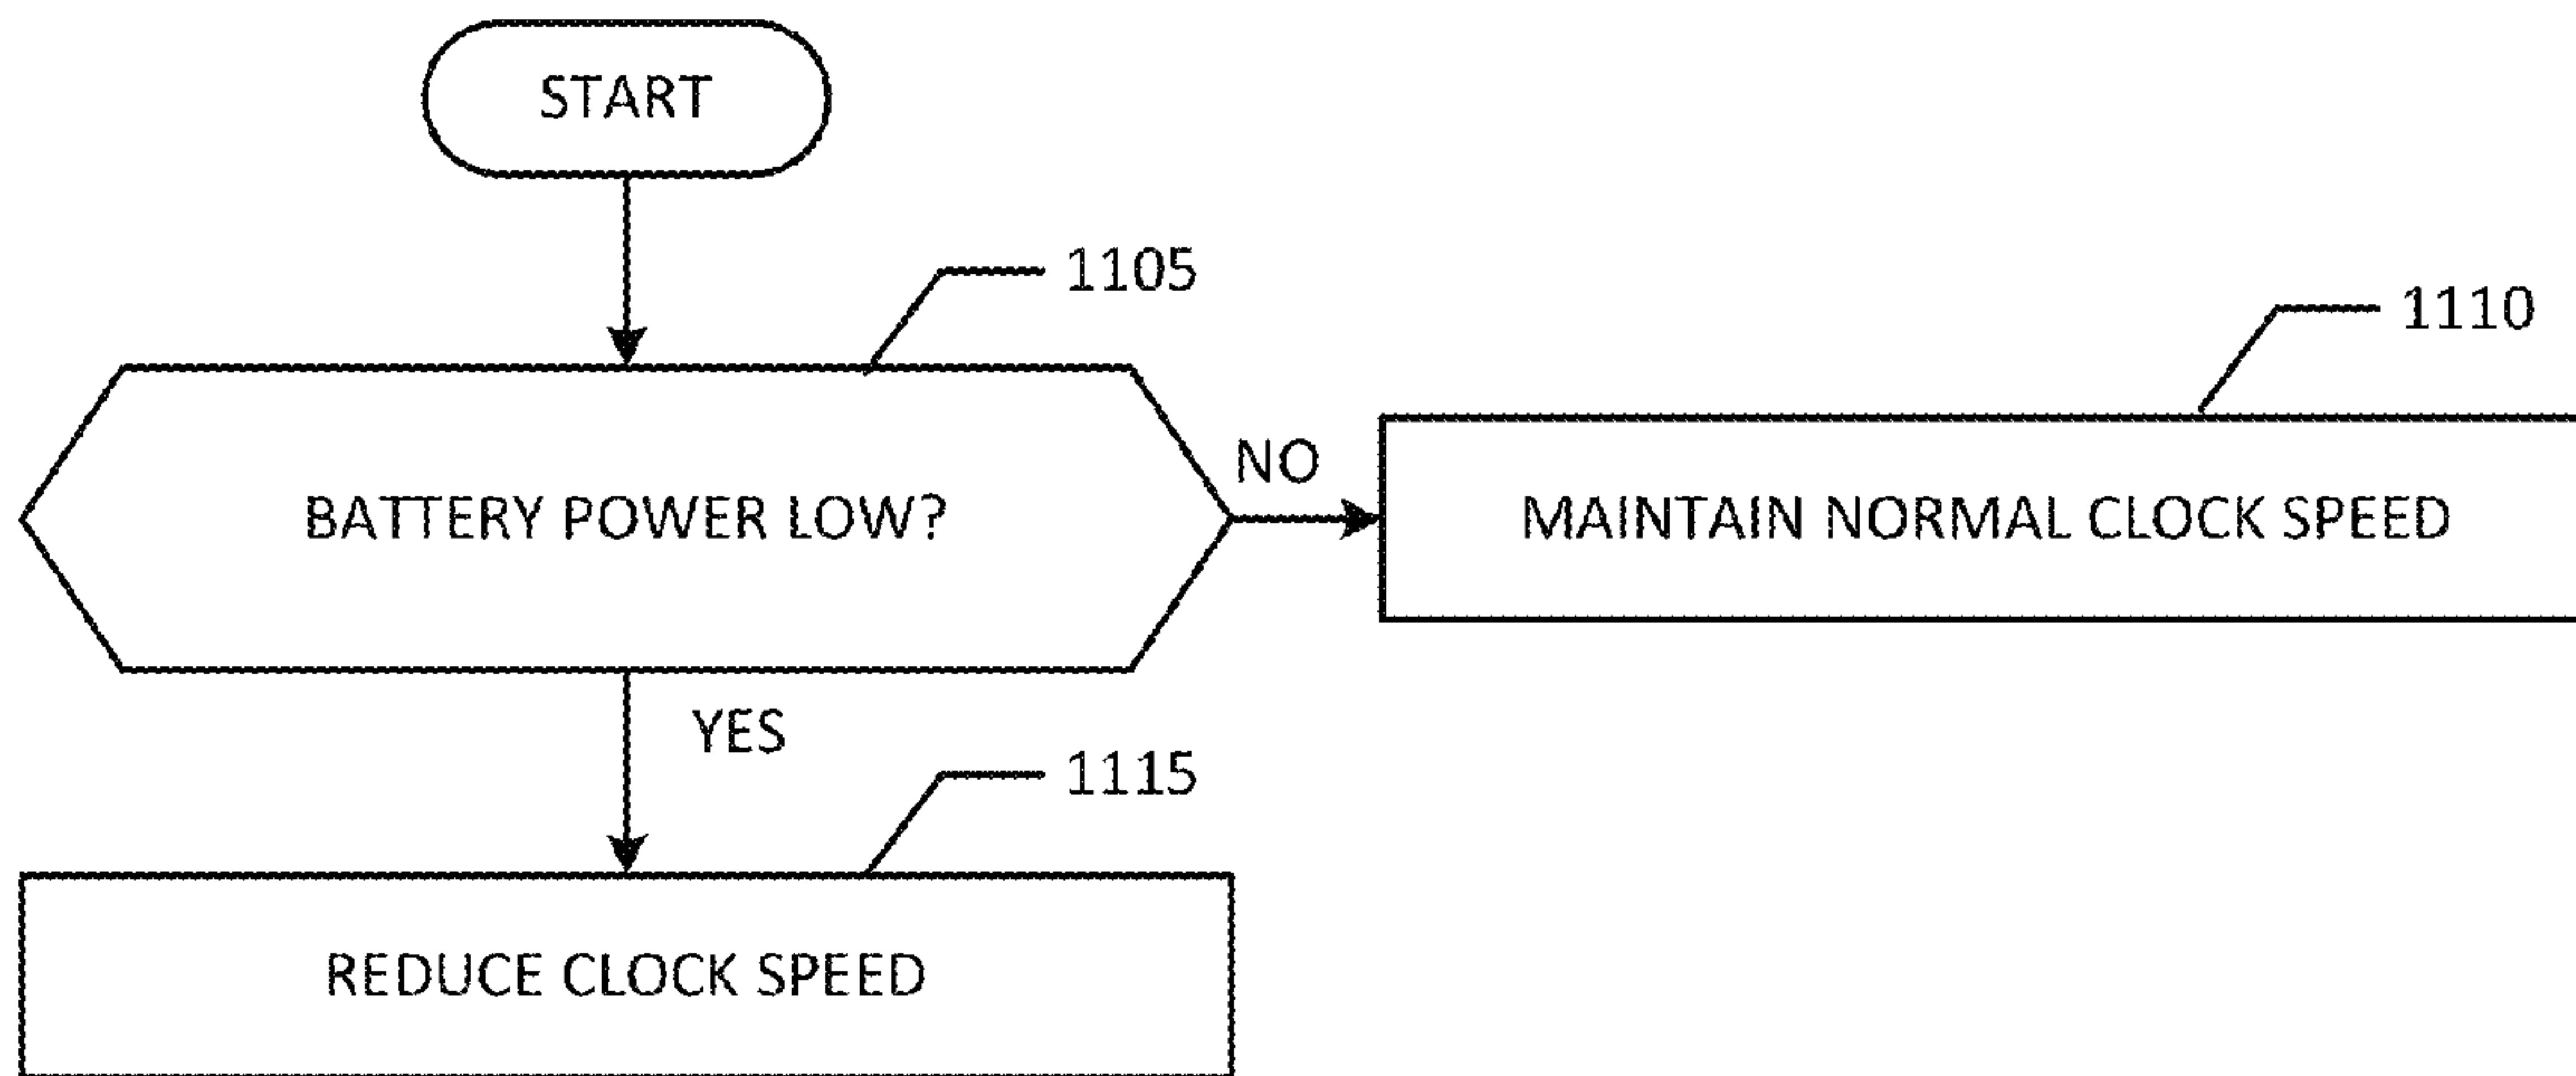 START
1105
1110
BATTERY POWER LOW?
NO
MAINTAIN NORMAL CLOCK SPEED
YES
1115
REDUCE CLOCK SPEED